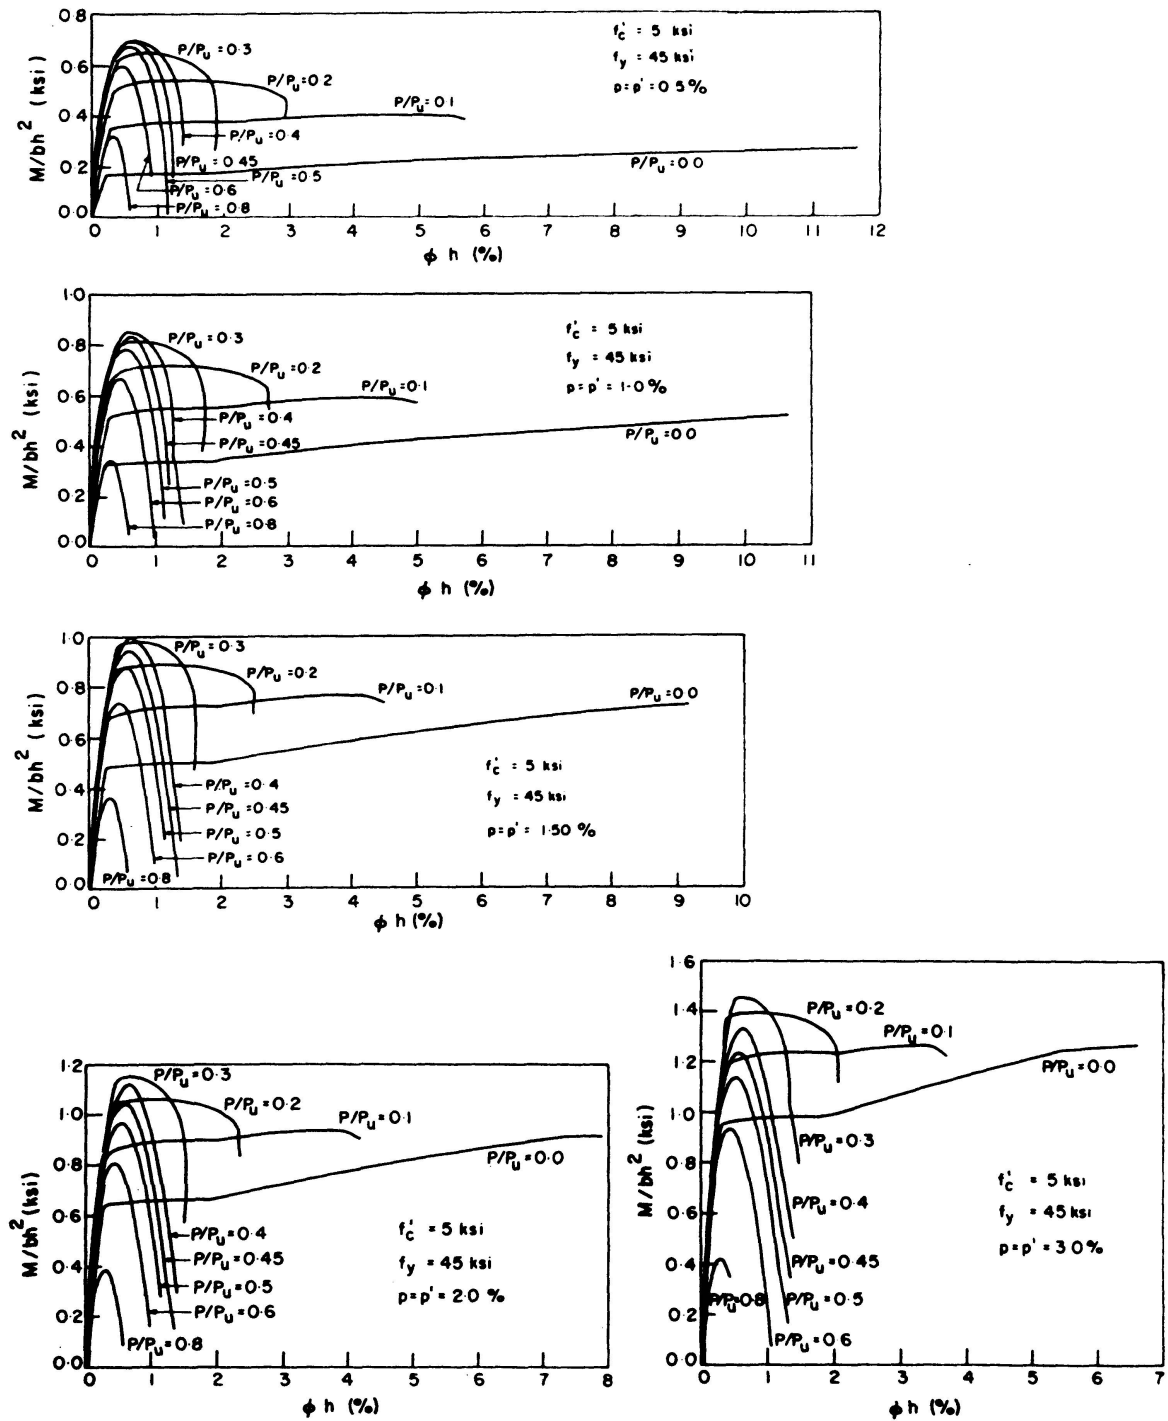 0.8
0.6
0.4
0.2
0.0
M/bh² (ksi)
P/Pu = 0.3
P/Pu = 0.2
P/Pu = 0.1
P/Pu = 0.4
P/Pu = 0.45
P/Pu = 0.5
P/Pu = 0.6
P/Pu = 0.8
P/Pu = 0.0
f'c = 5 ksi
fy = 45 ksi
p = p' = 0.5 %
0 1 2 3 4 5 6 7 8 9 10 11 12
φ h (%)
1.0
0.8
0.6
0.4
0.2
0.0
M/bh² (ksi)
P/Pu = 0.3
P/Pu = 0.2
P/Pu = 0.1
P/Pu = 0.4
P/Pu = 0.45
P/Pu = 0.0
P/Pu = 0.5
P/Pu = 0.6
P/Pu = 0.8
f'c = 5 ksi
fy = 45 ksi
p = p' = 1.0 %
0 1 2 3 4 5 6 7 8 9 10 11
φ h (%)
1.0
0.8
0.6
0.4
0.2
0.0
M/bh² (ksi)
P/Pu = 0.3
P/Pu = 0.2
P/Pu = 0.1
P/Pu = 0.0
P/Pu = 0.4
P/Pu = 0.45
P/Pu = 0.5
P/Pu = 0.6
P/Pu = 0.8
f'c = 5 ksi
fy = 45 ksi
p = p' = 1.50 %
0 1 2 3 4 5 6 7 8 9 10
φ h (%)
1.2
1.0
0.8
0.6
0.4
0.2
0.0
M/bh² (ksi)
P/Pu = 0.3
P/Pu = 0.2
P/Pu = 0.1
P/Pu = 0.0
P/Pu = 0.4
P/Pu = 0.45
P/Pu = 0.5
P/Pu = 0.6
P/Pu = 0.8
f'c = 5 ksi
fy = 45 ksi
p = p' = 2.0 %
0 1 2 3 4 5 6 7 8
φ h (%)
1.6
1.4
1.2
1.0
0.8
0.6
0.4
0.2
0.0
M/bh² (ksi)
P/Pu = 0.2
P/Pu = 0.1
P/Pu = 0.0
P/Pu = 0.3
P/Pu = 0.4
P/Pu = 0.45
P/Pu = 0.8
P/Pu = 0.5
P/Pu = 0.6
f'c = 5 ksi
fy = 45 ksi
p = p' = 3.0 %
0 1 2 3 4 5 6 7
φ h (%)